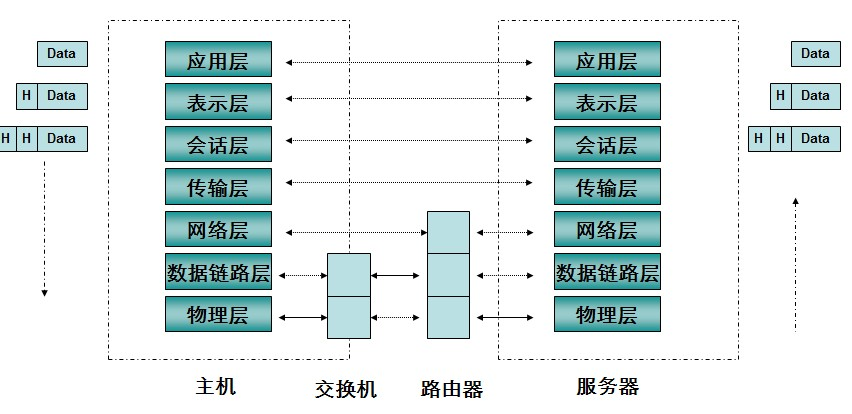 Data
应用层
应用层
Data
H Data
表示层
表示层
H Data
H H Data
会话层
会话层
H H Data
传输层
传输层
网络层
网络层
数据链路层
数据链路层
物理层
物理层
主机
交换机
路由器
服务器